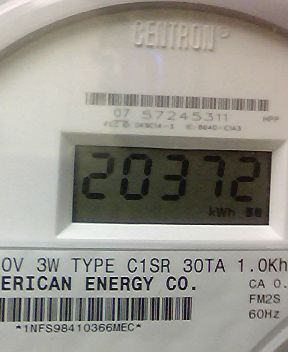 CENTRON
07 57245311 HPP
20372
kWh
0V 3W TYPE C1SR 30TA 1.0Kh
ERICAN ENERGY CO. CA 0.
FM2S
60Hz
*1NFS98410366MEC*